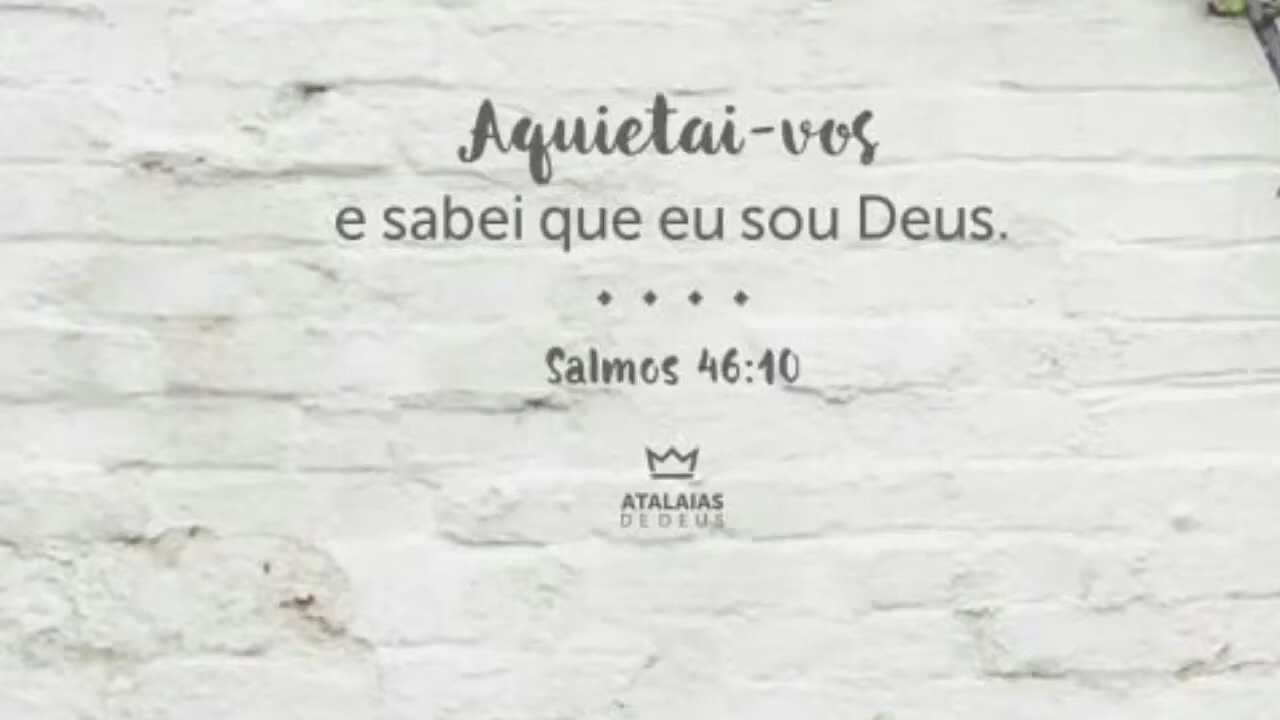 Aquietai-vos
e sabei que eu sou Deus.
Salmos 46:10
ATALAIAS
DE DEUS